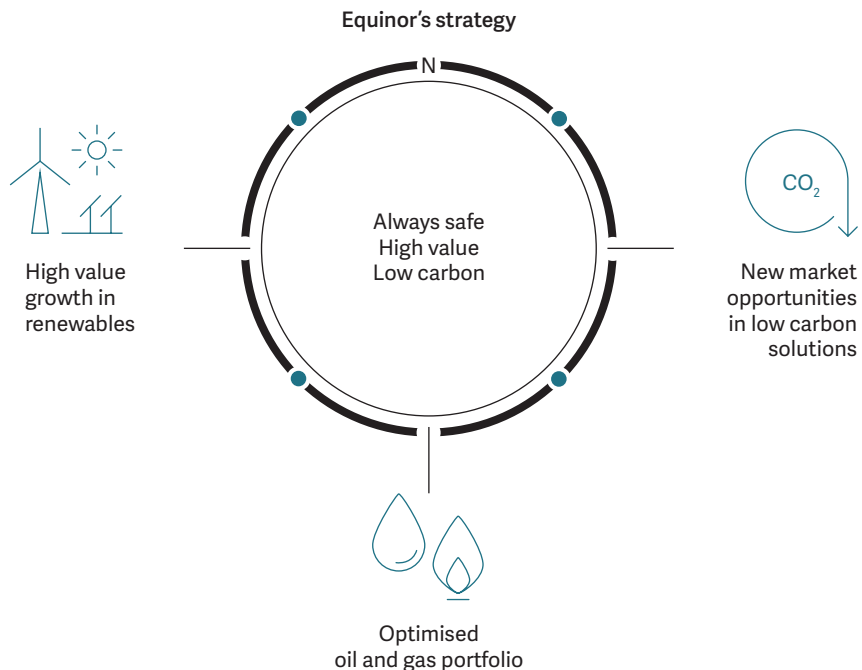 Equinor’s strategy
N
Always safe
High value
Low carbon
High value
growth in
renewables
CO₂
New market
opportunities
in low carbon
solutions
Optimised
oil and gas portfolio